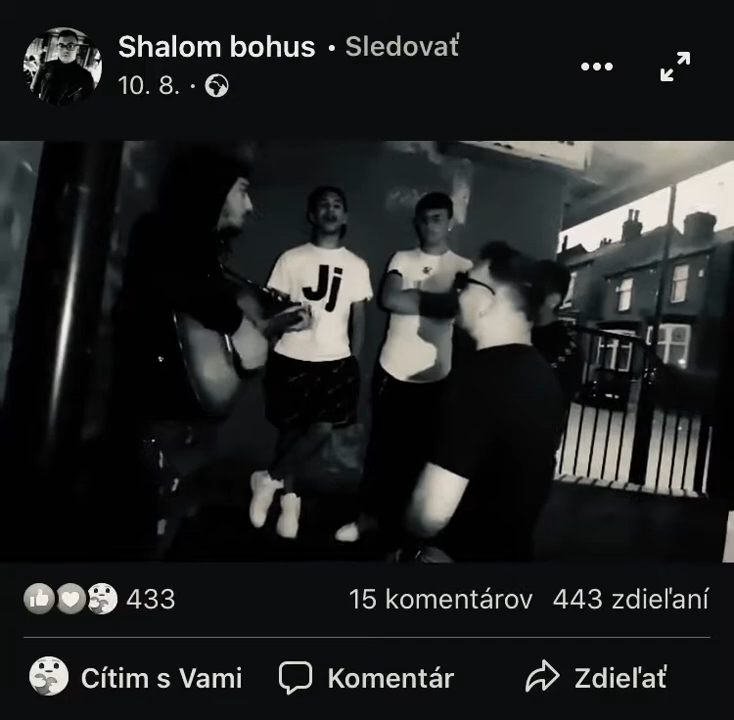 Shalom bohus • Sledovať
10. 8. ·
Jj
433 15 komentárov 443 zdieľaní
Cítim s Vami Komentár Zdieľať